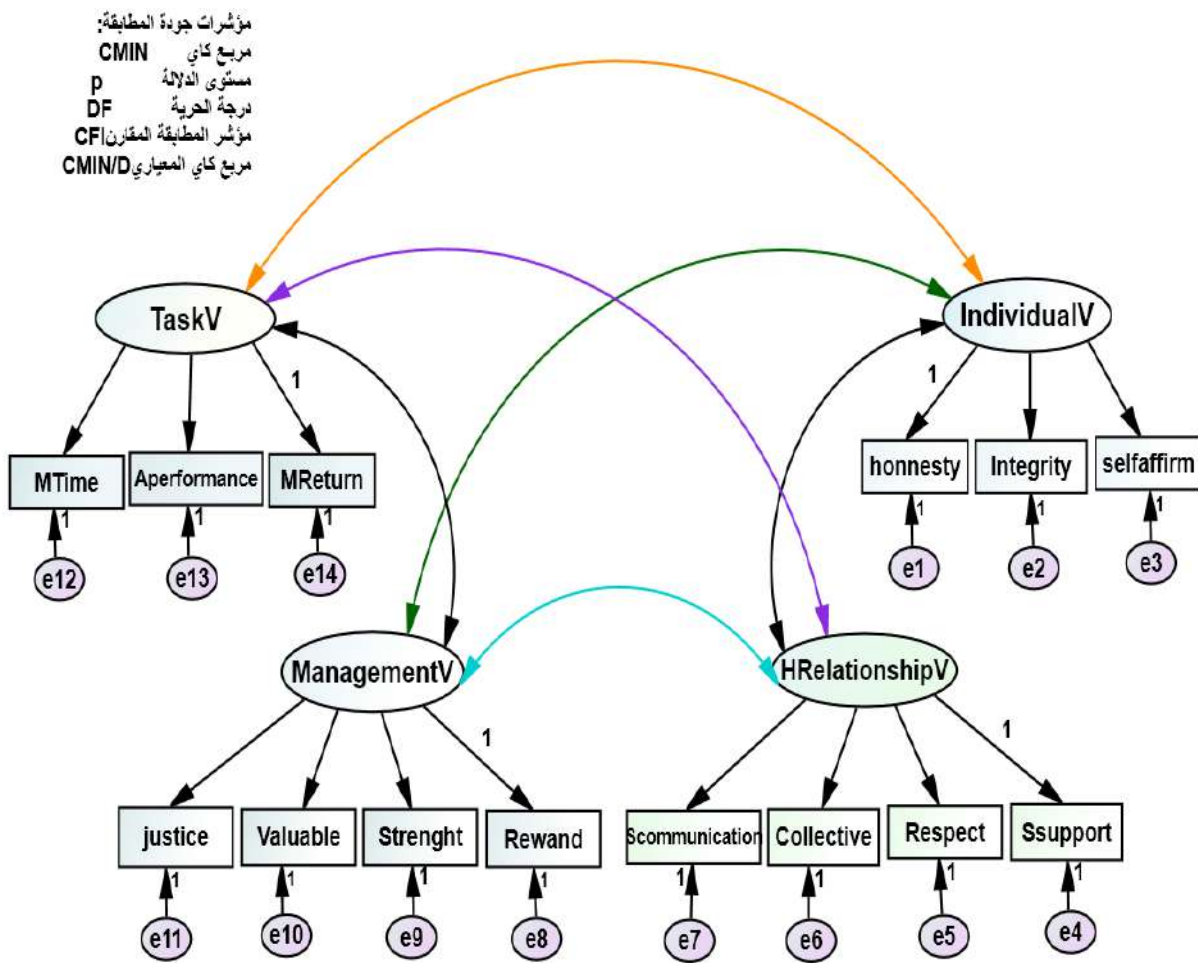 مؤشرات جودة المطابقة:
مربع كاي CMIN
مستوى الدلالة p
درجة الحرية DF
مؤشر المطابقة المقارنCFI
مربع كاي المعياريCMIN/D
TaskV
IndividualV
1
1
MTime
Aperformance
MReturn
honnesty
Integrity
selfaffirm
1
1
1
1
1
1
e12
e13
e14
e1
e2
e3
ManagementV
HRelationshipV
1
1
justice
Valuable
Strenght
Rewand
Scommunication
Collective
Respect
Ssupport
1
1
1
1
1
1
1
1
e11
e10
e9
e8
e7
e6
e5
e4